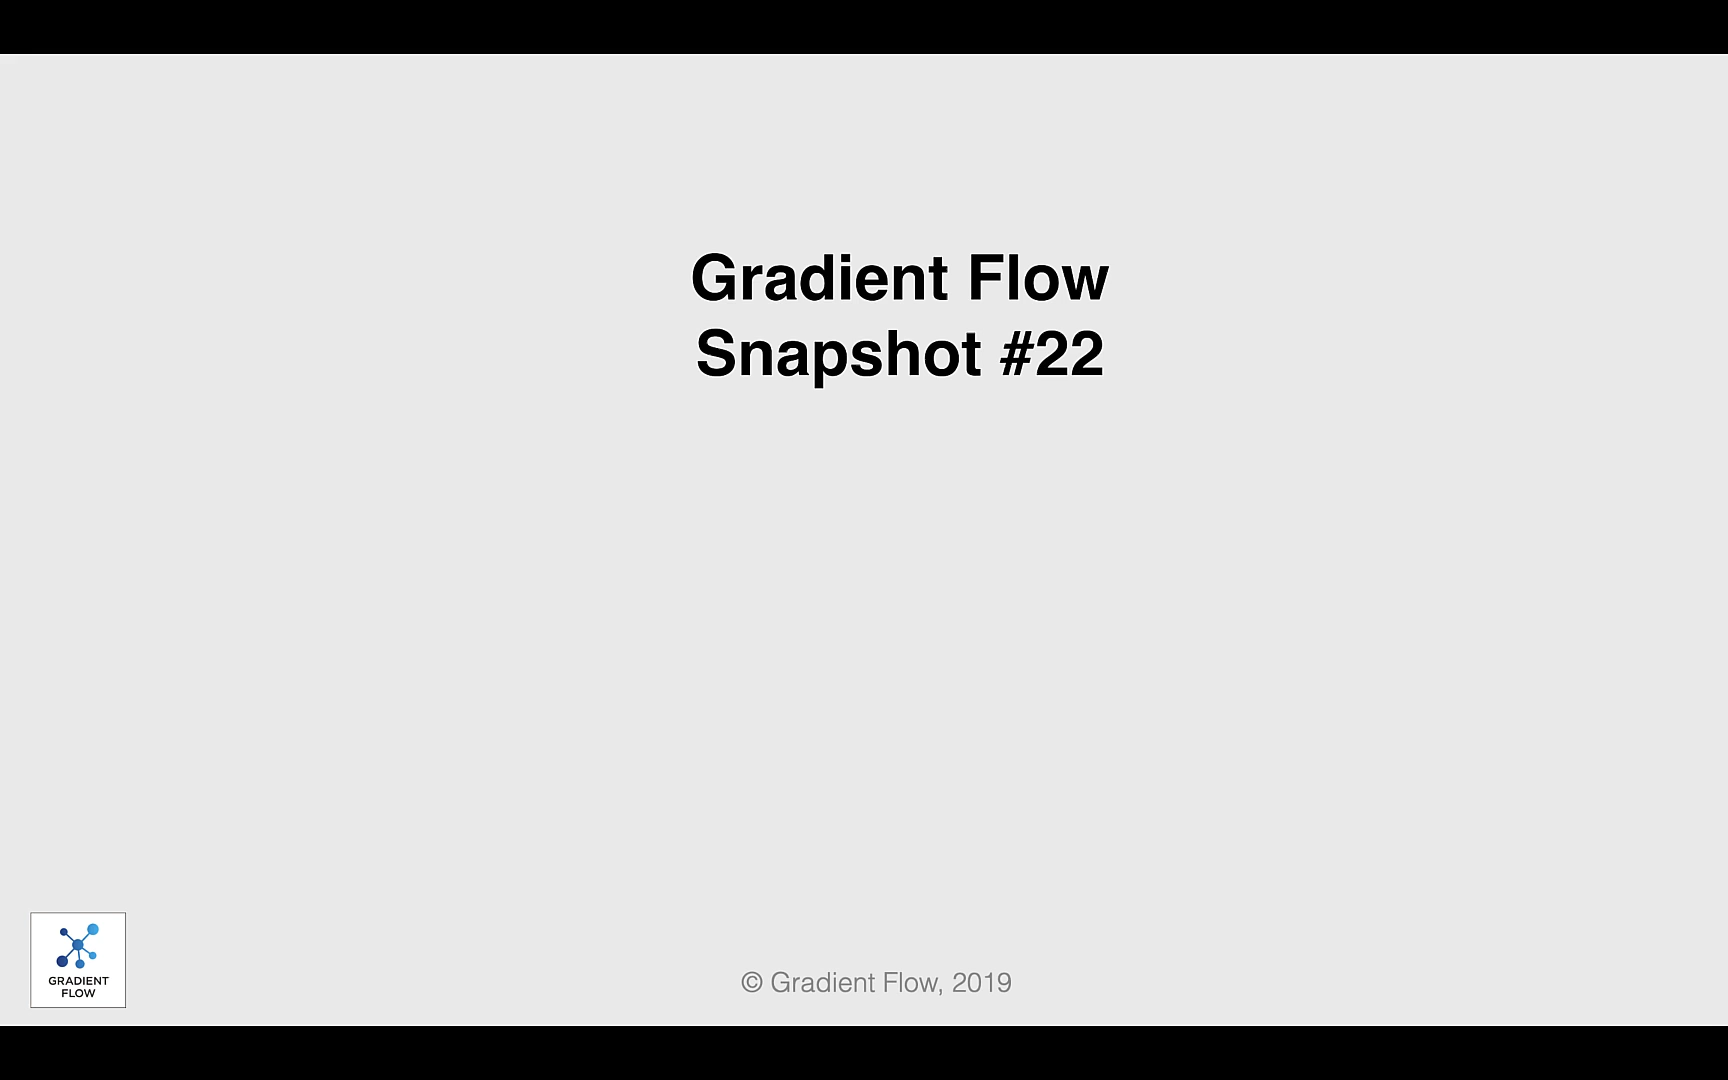 Gradient Flow
Snapshot #22
GRADIENT
FLOW
© Gradient Flow, 2019